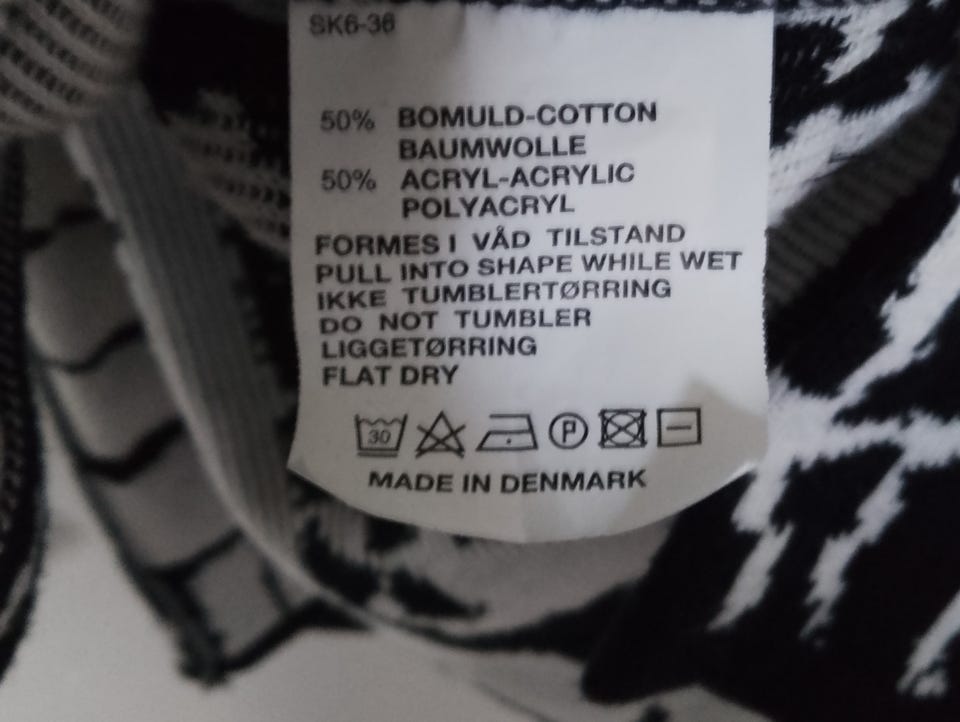 SK6-36
50% BOMULD-COTTON
BAUMWOLLE
50% ACRYL-ACRYLIC
POLYACRYL
FORMES I VÅD TILSTAND
PULL INTO SHAPE WHILE WET
IKKE TUMBLERTØRRING
DO NOT TUMBLER
LIGGETØRRING
FLAT DRY
30 P
MADE IN DENMARK